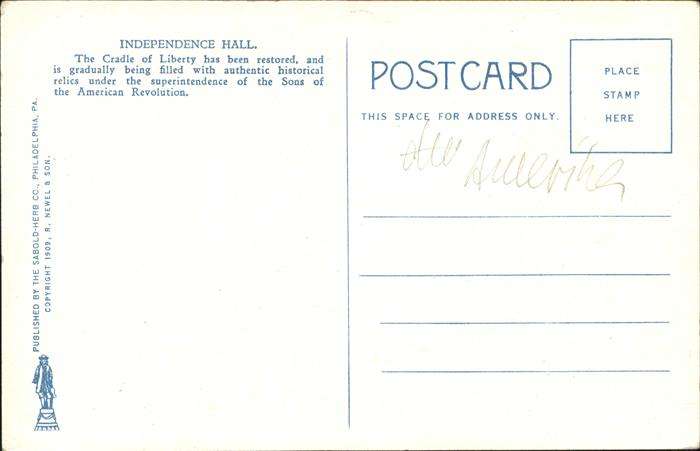 INDEPENDENCE HALL.
The Cradle of Liberty has been restored, and
is gradually being filled with authentic historical
relics under the superintendence of the Sons of
the American Revolution.
PUBLISHED BY THE SABOLD-HERB CO., PHILADELPHIA, PA.
COPYRIGHT 1909, R. NEWEL & SON.
POSTCARD
THIS SPACE FOR ADDRESS ONLY.
PLACE
STAMP
HERE